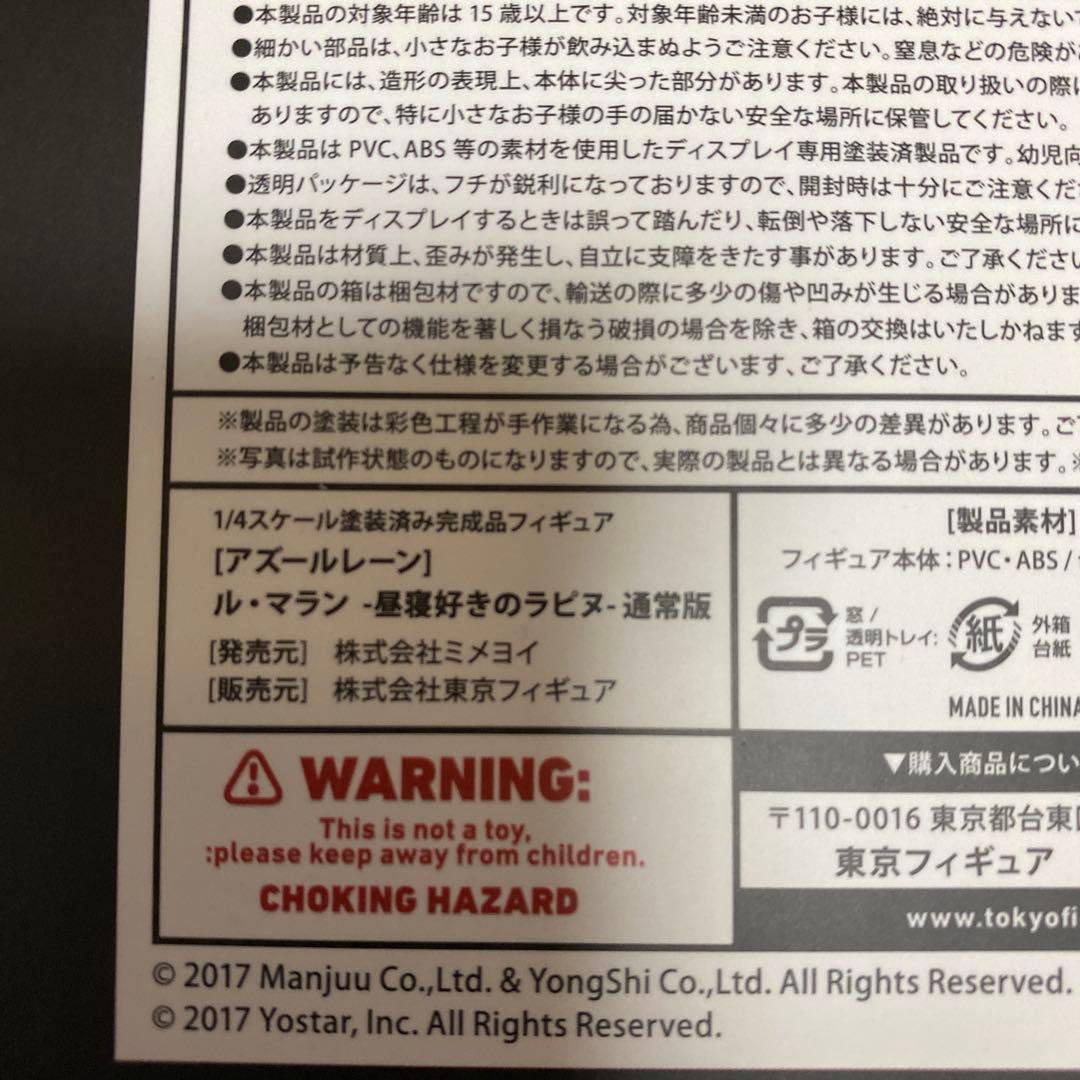 ●本製品の対象年齢は15歳以上です。対象年齢未満のお子様には、絶対に与えないで
●細かい部品は、小さなお子様が飲み込まぬようご注意ください。窒息などの危険が
●本製品には、造形の表現上、本体に尖った部分があります。本製品の取り扱いの際に
ありますので、特に小さなお子様の手の届かない安全な場所に保管してください。
●本製品はPVC、ABS等の素材を使用したディスプレイ専用塗装済製品です。幼児向
●透明パッケージは、フチが鋭利になっておりますので、開封時は十分にご注意くだ
●本製品をディスプレイするときは誤って踏んだり、転倒や落下しない安全な場所に
●本製品は材質上、歪みが発生し、自立に支障をきたす事があります。ご了承ください
●本製品の箱は梱包材ですので、輸送の際に多少の傷や凹みが生じる場合がありま
梱包材としての機能を著しく損なう破損の場合を除き、箱の交換はいたしかねます
●本製品は予告なく仕様を変更する場合がございます、ご了承ください。
※製品の塗装は彩色工程が手作業になる為、商品個々に多少の差異があります。ご
※写真は試作状態のものになりますので、実際の製品とは異なる場合があります。※
1/4スケール塗装済み完成品フィギュア
[アズールレーン]
ル・マラン -昼寝好きのラピヌ- 通常版
[発売元] 株式会社ミメヨイ
[販売元] 株式会社東京フィギュア
[製品素材]
フィギュア本体：PVC・ABS /
プラ
窓 /
透明トレイ:
PET
紙
外箱
台紙
MADE IN CHINA
WARNING:
This is not a toy,
:please keep away from children.
CHOKING HAZARD
▼購入商品につい
〒110-0016 東京都台東区
東京フィギュア
www.tokyofi
© 2017 Manjuu Co.,Ltd. & YongShi Co.,Ltd. All Rights Reserved.
© 2017 Yostar, Inc. All Rights Reserved.